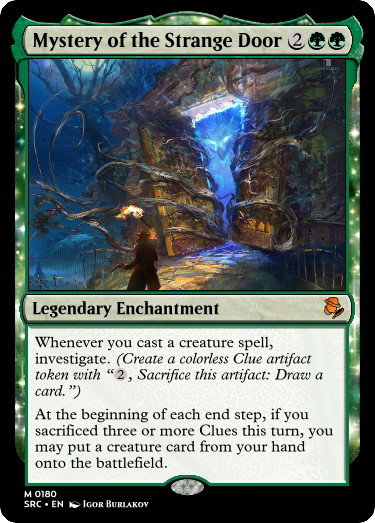 Mystery of the Strange Door 2
Legendary Enchantment
Whenever you cast a creature spell,
investigate. (Create a colorless Clue artifact
token with “2, Sacrifice this artifact: Draw a
card.”)
At the beginning of each end step, if you
sacrificed three or more Clues this turn, you
may put a creature card from your hand
onto the battlefield.
M 0180
SRC • EN Igor Burlakov